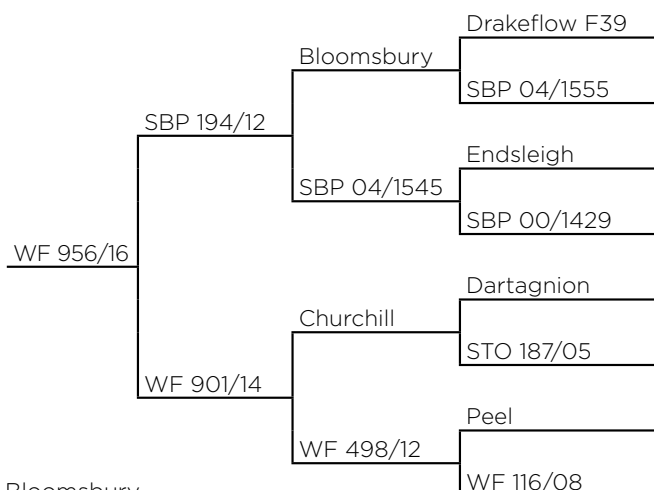 Drakeflow F39
Bloomsbury
SBP 04/1555
SBP 194/12
Endsleigh
SBP 04/1545
SBP 00/1429
WF 956/16
Dartagnion
Churchill
STO 187/05
WF 901/14
Peel
WF 498/12
WF 116/08
Bloomsbury